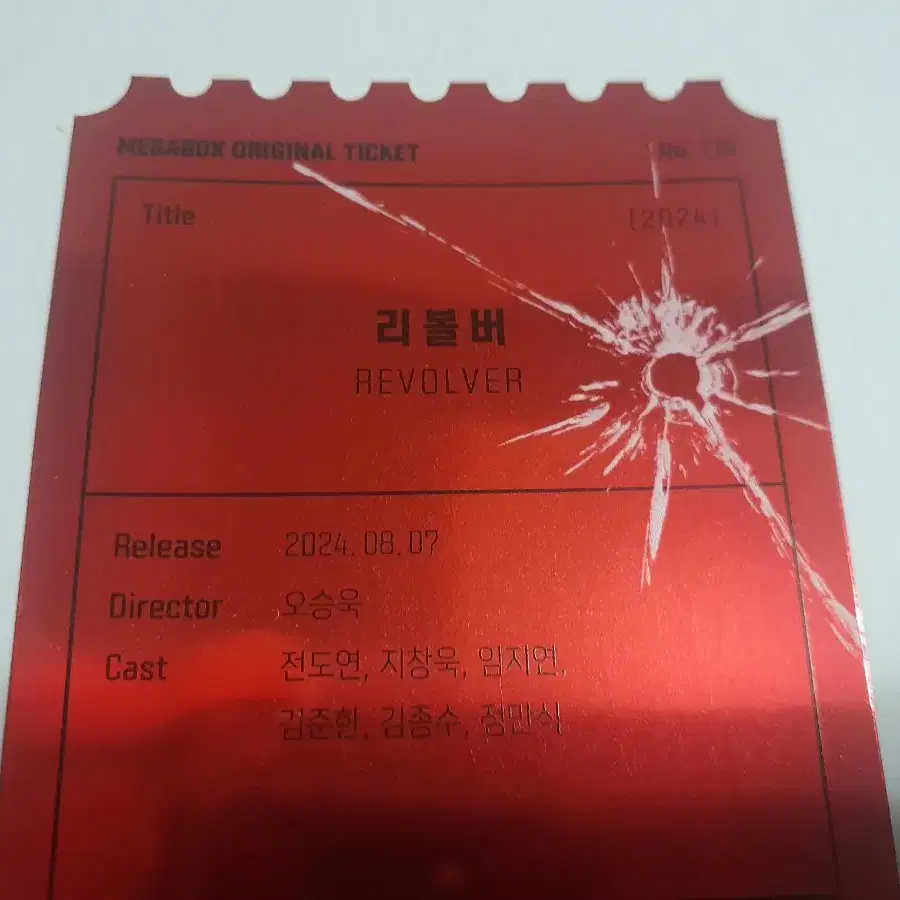 MEGABOX ORIGINAL TICKET
No.
Title
(2024)
리볼버
REVOLVER
Release 2024.08.07
Director 오승욱
Cast 전도연, 지창욱, 임지연,
김준한, 김종수, 정만식